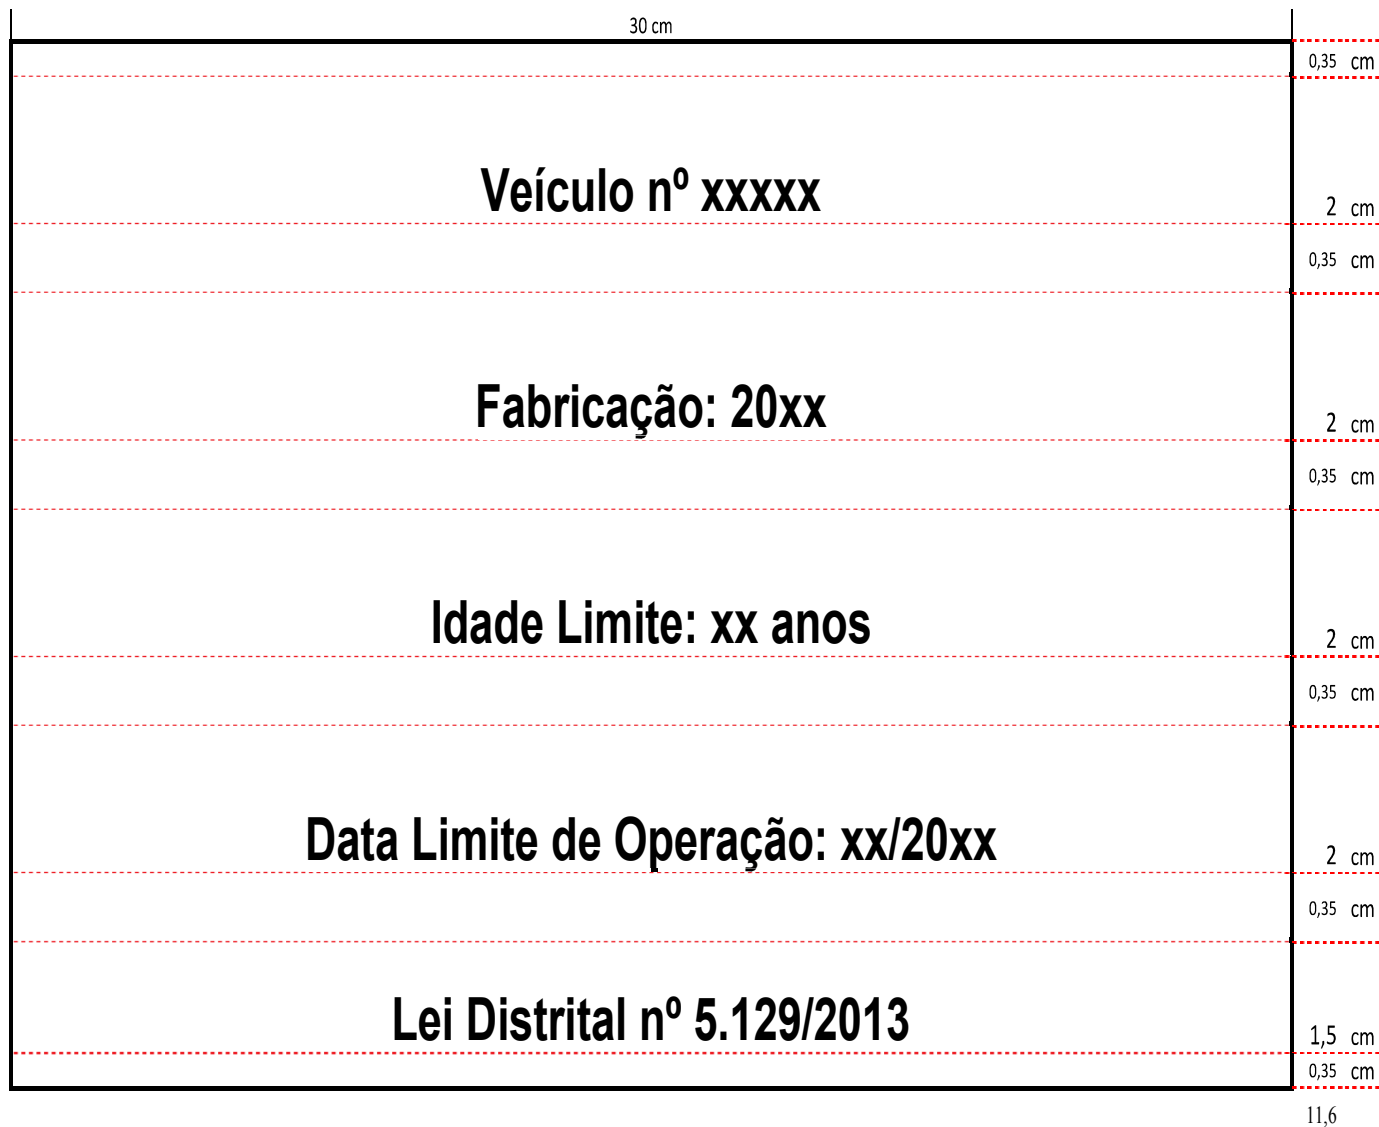 30 cm
0,35 cm
Veículo nº xxxxx
2 cm
0,35 cm
Fabricação: 20xx
2 cm
0,35 cm
Idade Limite: xx anos
2 cm
0,35 cm
Data Limite de Operação: xx/20xx
2 cm
0,35 cm
Lei Distrital nº 5.129/2013
1,5 cm
0,35 cm
11,6